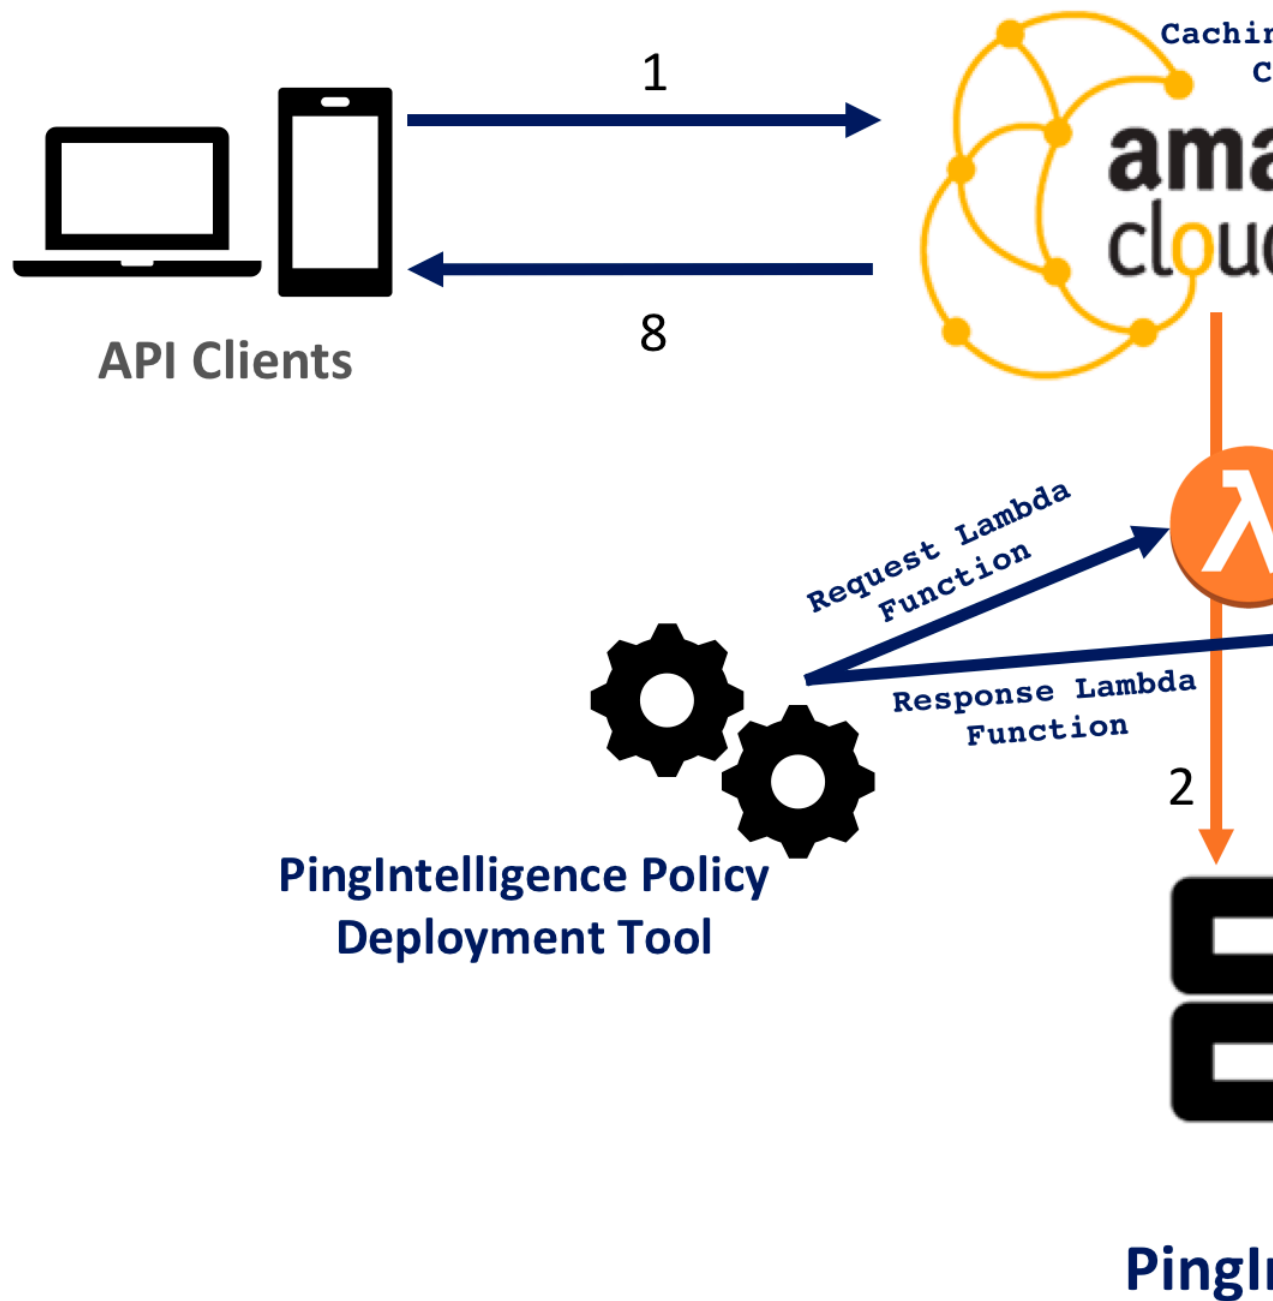 1
8
API Clients
Request Lambda
Function
Response Lambda
Function
2
PingIntelligence Policy
Deployment Tool